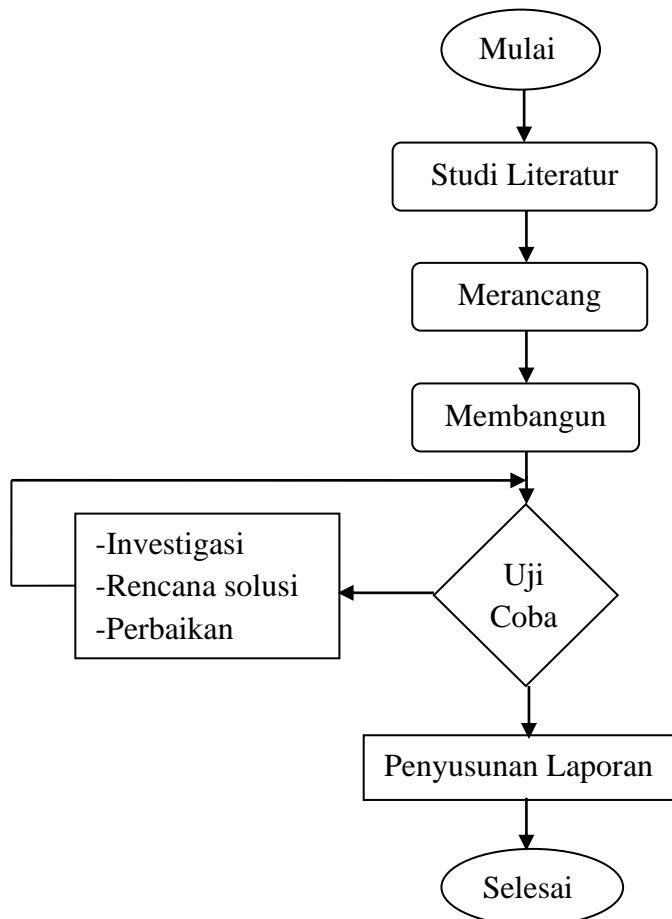 Mulai
Studi Literatur
Merancang
Membangun
-Investigasi
-Rencana solusi
-Perbaikan
Uji
Coba
Penyusunan Laporan
Selesai